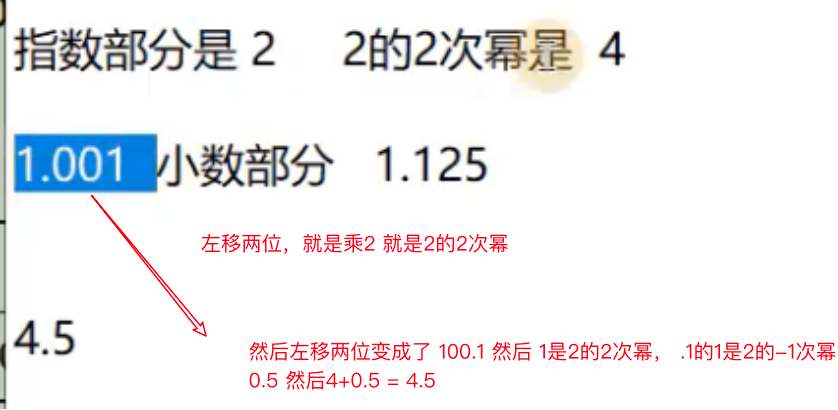 指数部分是 2 2的2次幂是 4
1.001 小数部分 1.125
左移两位，就是乘2 就是2的2次幂
4.5
然后左移两位变成了 100.1 然后 1是2的2次幂， .1的1是2的-1次幂
0.5 然后4+0.5 = 4.5